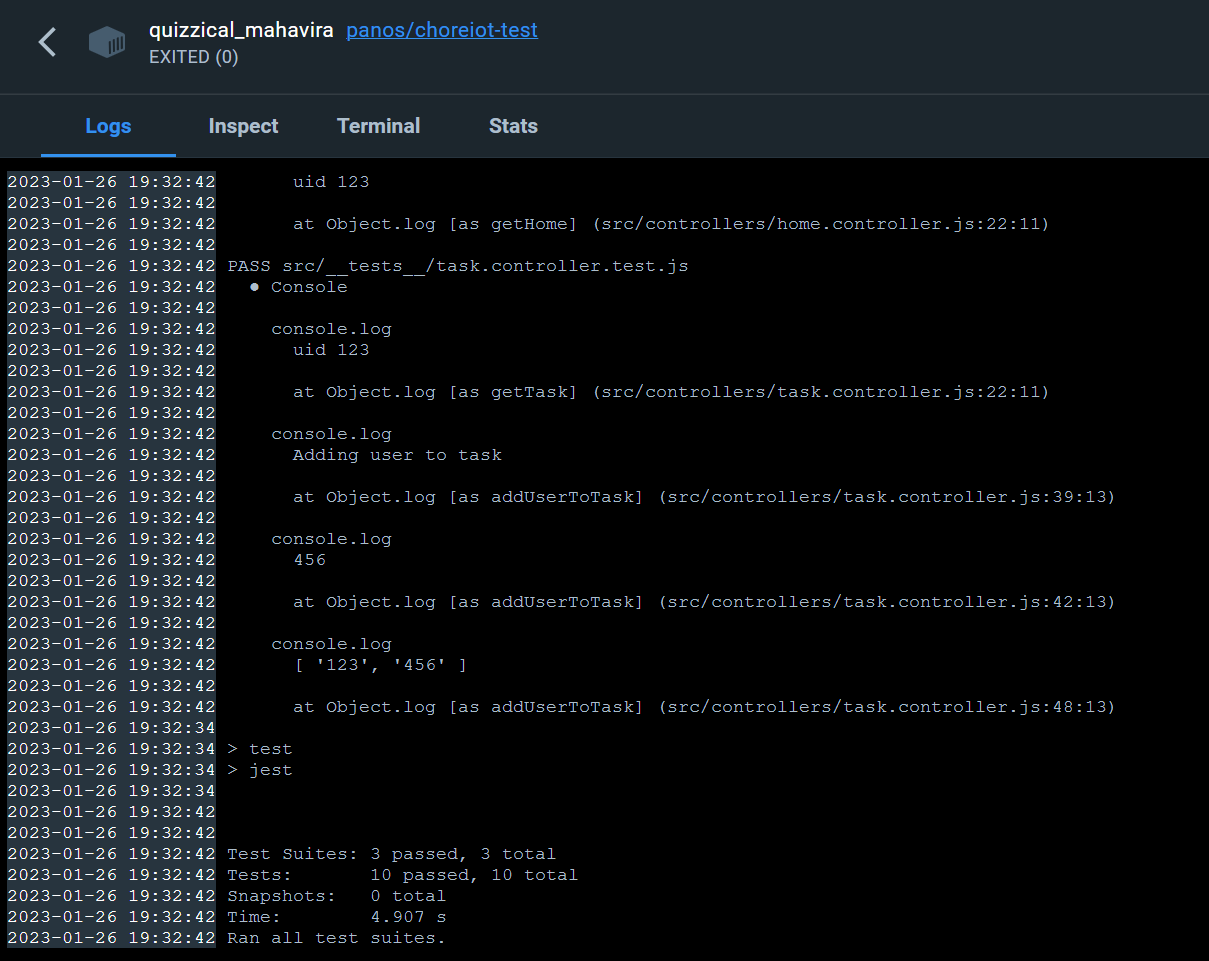 quizzical_mahavira panos/choreiot-test
EXITED (0)
Logs Inspect Terminal Stats
2023-01-26 19:32:42 uid 123
2023-01-26 19:32:42
2023-01-26 19:32:42 at Object.log [as getHome] (src/controllers/home.controller.js:22:11)
2023-01-26 19:32:42
2023-01-26 19:32:42 PASS src/__tests__/task.controller.test.js
2023-01-26 19:32:42 ● Console
2023-01-26 19:32:42
2023-01-26 19:32:42 console.log
2023-01-26 19:32:42 uid 123
2023-01-26 19:32:42
2023-01-26 19:32:42 at Object.log [as getTask] (src/controllers/task.controller.js:22:11)
2023-01-26 19:32:42
2023-01-26 19:32:42 console.log
2023-01-26 19:32:42 Adding user to task
2023-01-26 19:32:42
2023-01-26 19:32:42 at Object.log [as addUserToTask] (src/controllers/task.controller.js:39:13)
2023-01-26 19:32:42
2023-01-26 19:32:42 console.log
2023-01-26 19:32:42 456
2023-01-26 19:32:42
2023-01-26 19:32:42 at Object.log [as addUserToTask] (src/controllers/task.controller.js:42:13)
2023-01-26 19:32:42
2023-01-26 19:32:42 console.log
2023-01-26 19:32:42 [ '123', '456' ]
2023-01-26 19:32:42
2023-01-26 19:32:42 at Object.log [as addUserToTask] (src/controllers/task.controller.js:48:13)
2023-01-26 19:32:34
2023-01-26 19:32:34 > test
2023-01-26 19:32:34 > jest
2023-01-26 19:32:34
2023-01-26 19:32:42
2023-01-26 19:32:42
2023-01-26 19:32:42 Test Suites: 3 passed, 3 total
2023-01-26 19:32:42 Tests: 10 passed, 10 total
2023-01-26 19:32:42 Snapshots: 0 total
2023-01-26 19:32:42 Time: 4.907 s
2023-01-26 19:32:42 Ran all test suites.